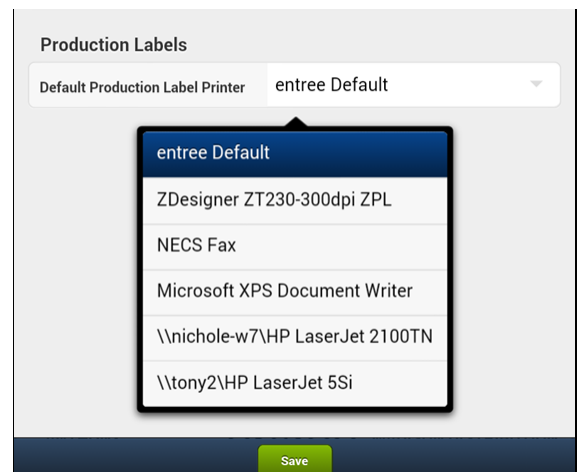 Production Labels
Default Production Label Printer
entree Default
entree Default
ZDesigner ZT230-300dpi ZPL
NECS Fax
Microsoft XPS Document Writer
\\nichole-w7\HP LaserJet 2100TN
\\tony2\HP LaserJet 5Si
Save